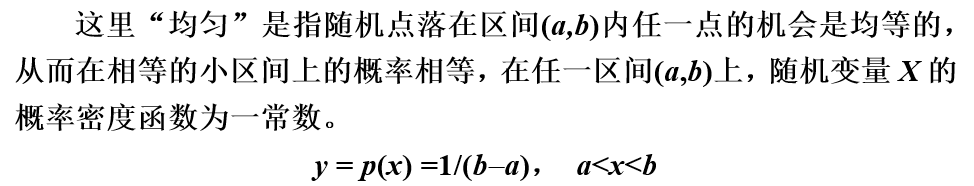 这里“均匀”是指随机点落在区间(a,b)内任一点的机会是均等的，
从而在相等的小区间上的概率相等，在任一区间(a,b)上，随机变量 X 的
概率密度函数为一常数。
y = p(x) =1/(b–a)， a<x<b